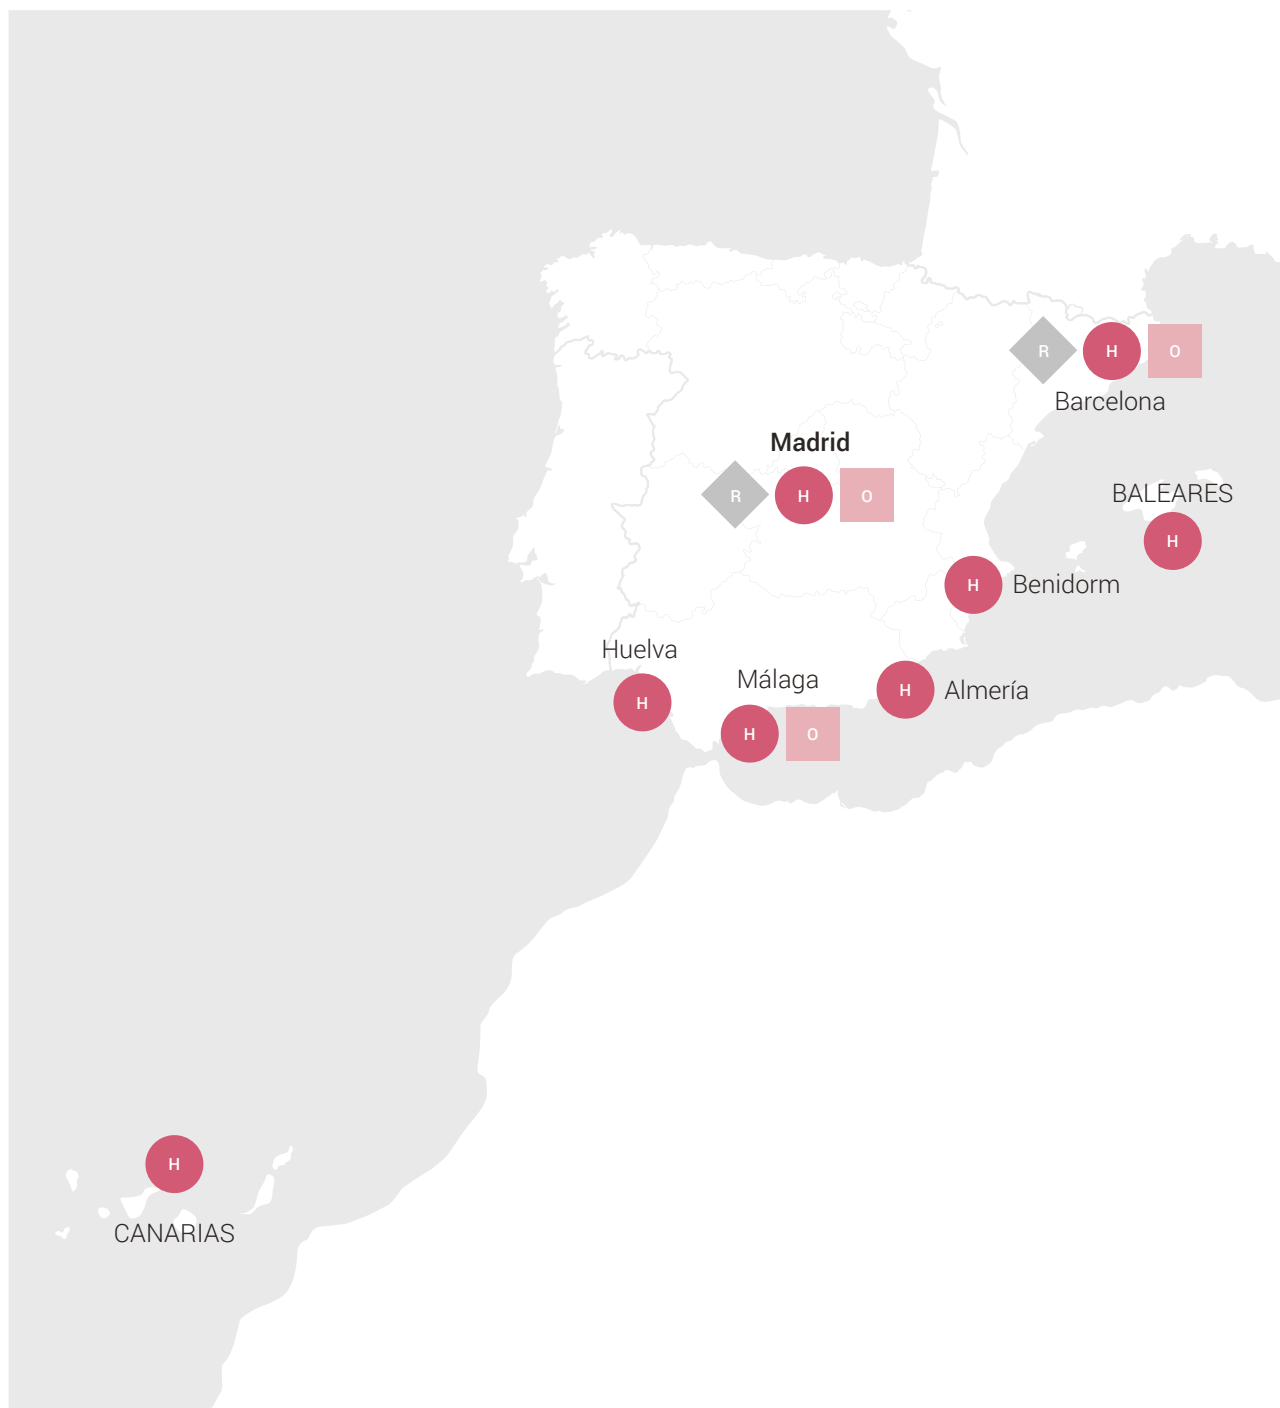 R H O
Barcelona
Madrid
R H O
BALEARES
H
H Benidorm
Huelva
H
Málaga
H O
H Almería
H
CANARIAS